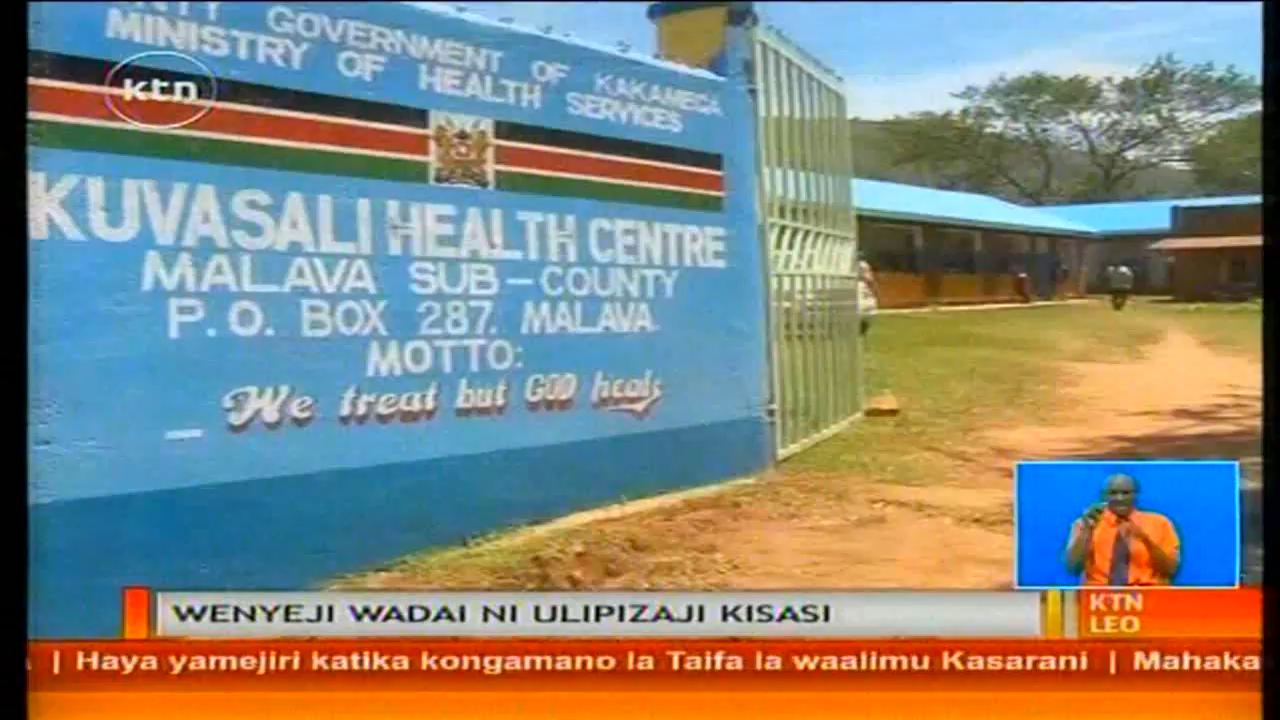 NTY GOVERNMENT OF KAKAMEGA
MINISTRY OF HEALTH SERVICES
ktn
KUVASALI HEALTH CENTRE
MALAVA SUB-COUNTY
P.O. BOX 287. MALAVA.
MOTTO:
We treat but GOD heals
WENYEJI WADAI NI ULIPIZAJI KISASI
KTN
LEO
| Haya yamejiri katika kongamano la Taifa la waalimu Kasarani | Mahaka